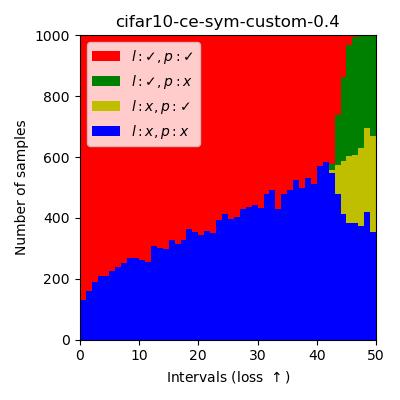 cifar10-ce-sym-custom-0.4
1000
800
600
400
200
0
Number of samples
l : ✓, p : ✓
l : ✓, p : x
l : x, p : ✓
l : x, p : x
0 10 20 30 40 50
Intervals (loss ↑)